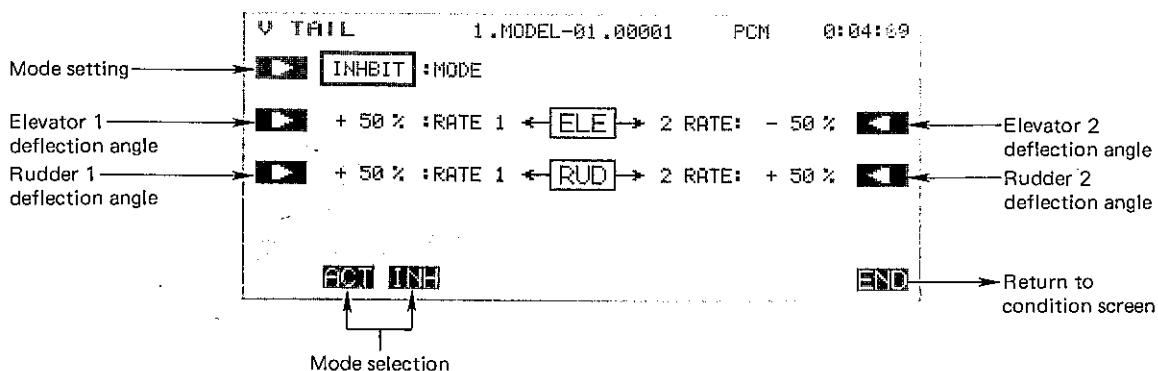 V TAIL 1.MODEL-01.00001 PCM 0:04:69
Mode setting INHBIT :MODE
Elevator 1 deflection angle + 50 % :RATE 1 ELE 2 RATE: - 50 % Elevator 2 deflection angle
Rudder 1 deflection angle + 50 % :RATE 1 RUD 2 RATE: + 50 % Rudder 2 deflection angle
ACT INH END Return to condition screen
Mode selection